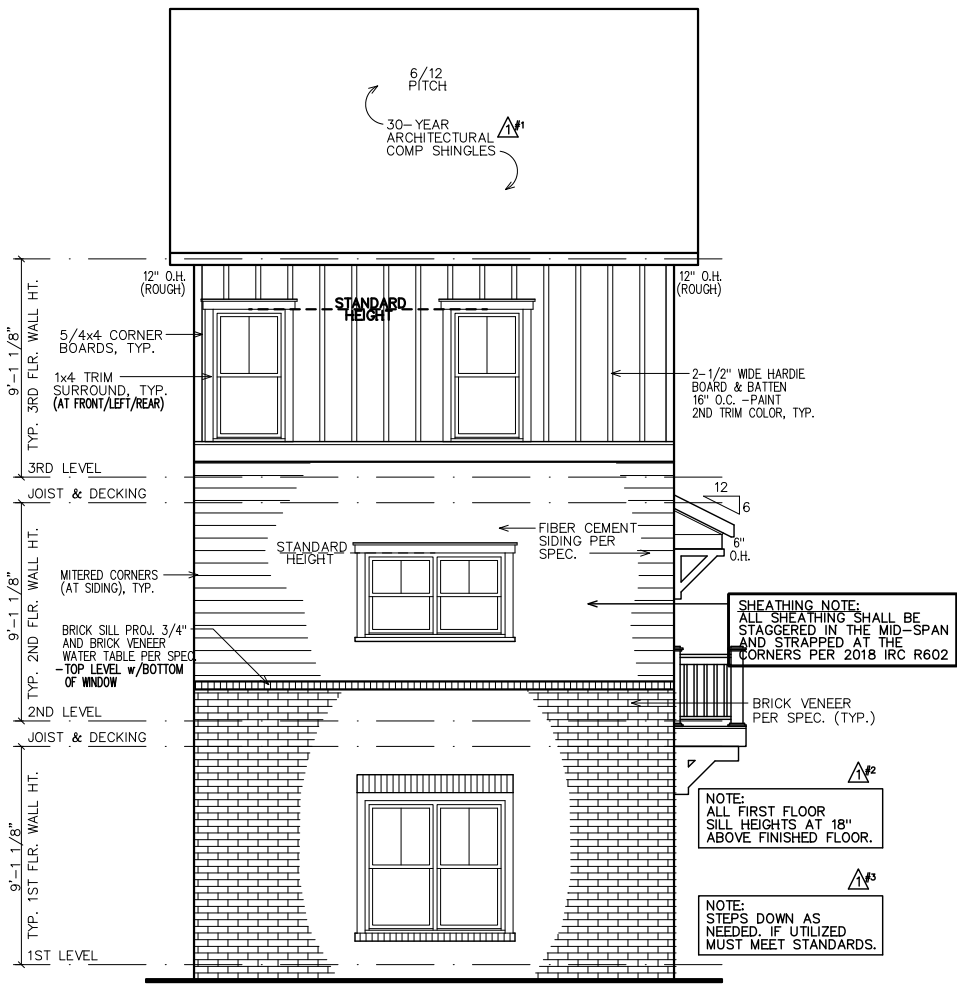 6/12
PITCH
30-YEAR
ARCHITECTURAL
COMP SHINGLES
1 #1
12" O.H.
(ROUGH)
12" O.H.
(ROUGH)
STANDARD
HEIGHT
9'-1 1/8"
TYP. 3RD FLR. WALL HT.
5/4x4 CORNER
BOARDS, TYP.
1x4 TRIM
SURROUND, TYP.
(AT FRONT/LEFT/REAR)
2-1/2" WIDE HARDIE
BOARD & BATTEN
16" O.C. -PAINT
2ND TRIM COLOR, TYP.
3RD LEVEL
JOIST & DECKING
12
6
6"
O.H.
FIBER CEMENT
SIDING PER
SPEC.
STANDARD
HEIGHT
9'-1 1/8"
TYP. 2ND FLR. WALL HT.
MITERED CORNERS
(AT SIDING), TYP.
SHEATHING NOTE:
ALL SHEATHING SHALL BE
STAGGERED IN THE MID-SPAN
AND STRAPPED AT THE
CORNERS PER 2018 IRC R602
BRICK SILL PROJ. 3/4"
AND BRICK VENEER
WATER TABLE PER SPEC
-TOP LEVEL w/BOTTOM
OF WINDOW
BRICK VENEER
PER SPEC. (TYP.)
2ND LEVEL
JOIST & DECKING
9'-1 1/8"
TYP. 1ST FLR. WALL HT.
1 #2
NOTE:
ALL FIRST FLOOR
SILL HEIGHTS AT 18"
ABOVE FINISHED FLOOR.
1 #3
NOTE:
STEPS DOWN AS
NEEDED. IF UTILIZED
MUST MEET STANDARDS.
1ST LEVEL